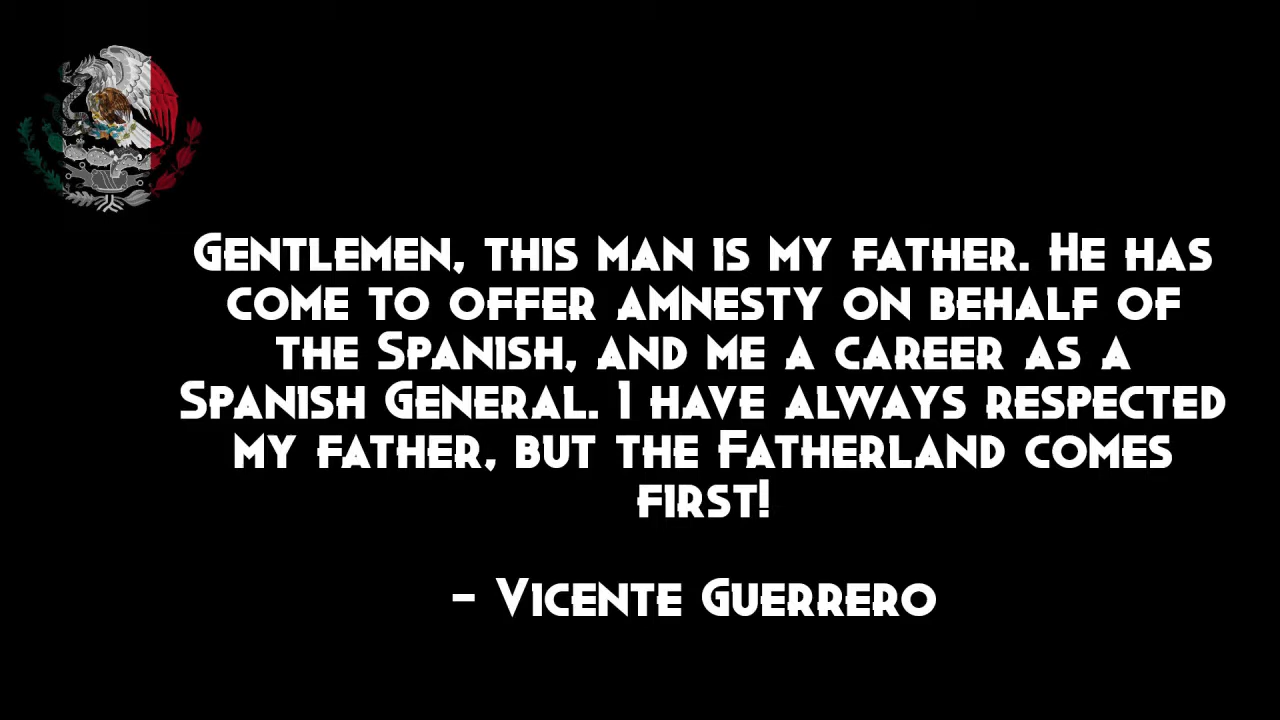 Gentlemen, this man is my father. He has
come to offer amnesty on behalf of
the Spanish, and me a career as a
Spanish General. I have always respected
my father, but the Fatherland comes
first!
- Vicente Guerrero